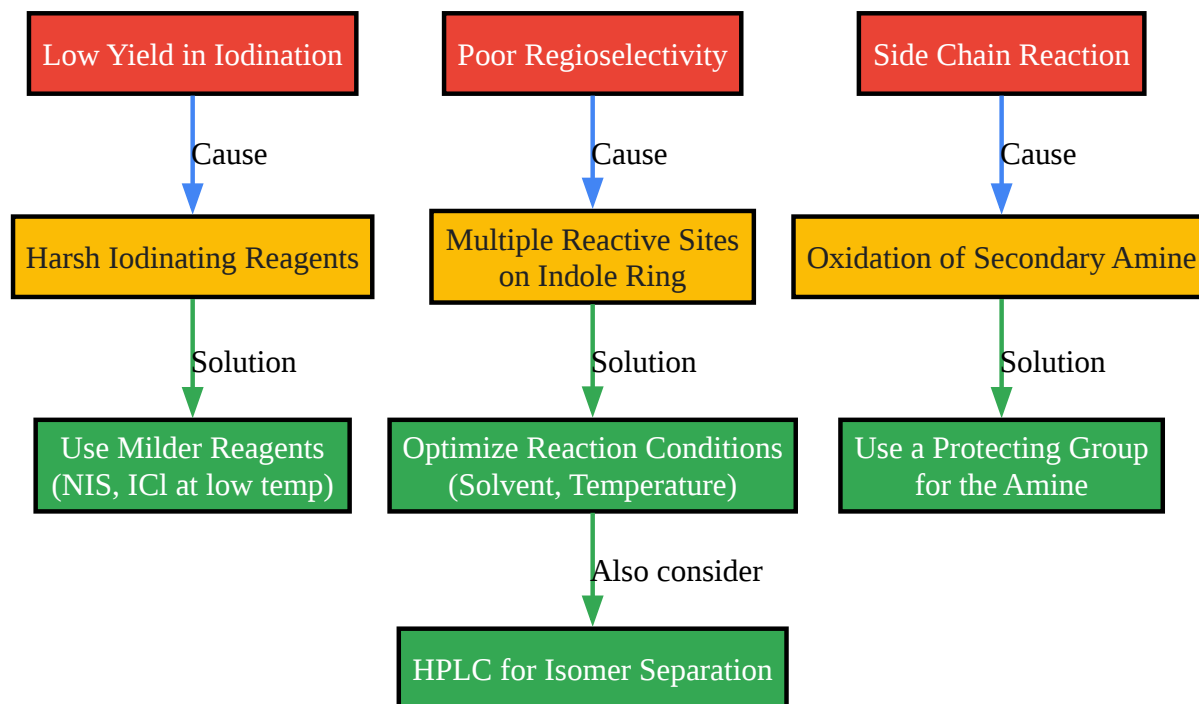 Low Yield in Iodination
Poor Regioselectivity
Side Chain Reaction
Cause
Cause
Cause
Harsh Iodinating Reagents
Multiple Reactive Sites
on Indole Ring
Oxidation of Secondary Amine
Solution
Solution
Solution
Use Milder Reagents
(NIS, ICl at low temp)
Optimize Reaction Conditions
(Solvent, Temperature)
Use a Protecting Group
for the Amine
Also consider
HPLC for Isomer Separation